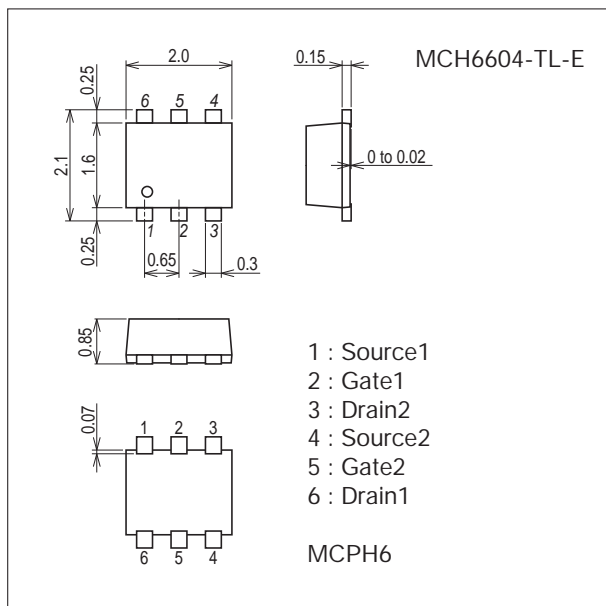 MCH6604-TL-E
0.25
2.0
0.15
6 5 4
2.1
1.6
0 to 0.02
0.25
1 2 3
0.65
0.3
0.85
0.07
1 2 3
6 5 4
1 : Source1
2 : Gate1
3 : Drain2
4 : Source2
5 : Gate2
6 : Drain1
MCPH6